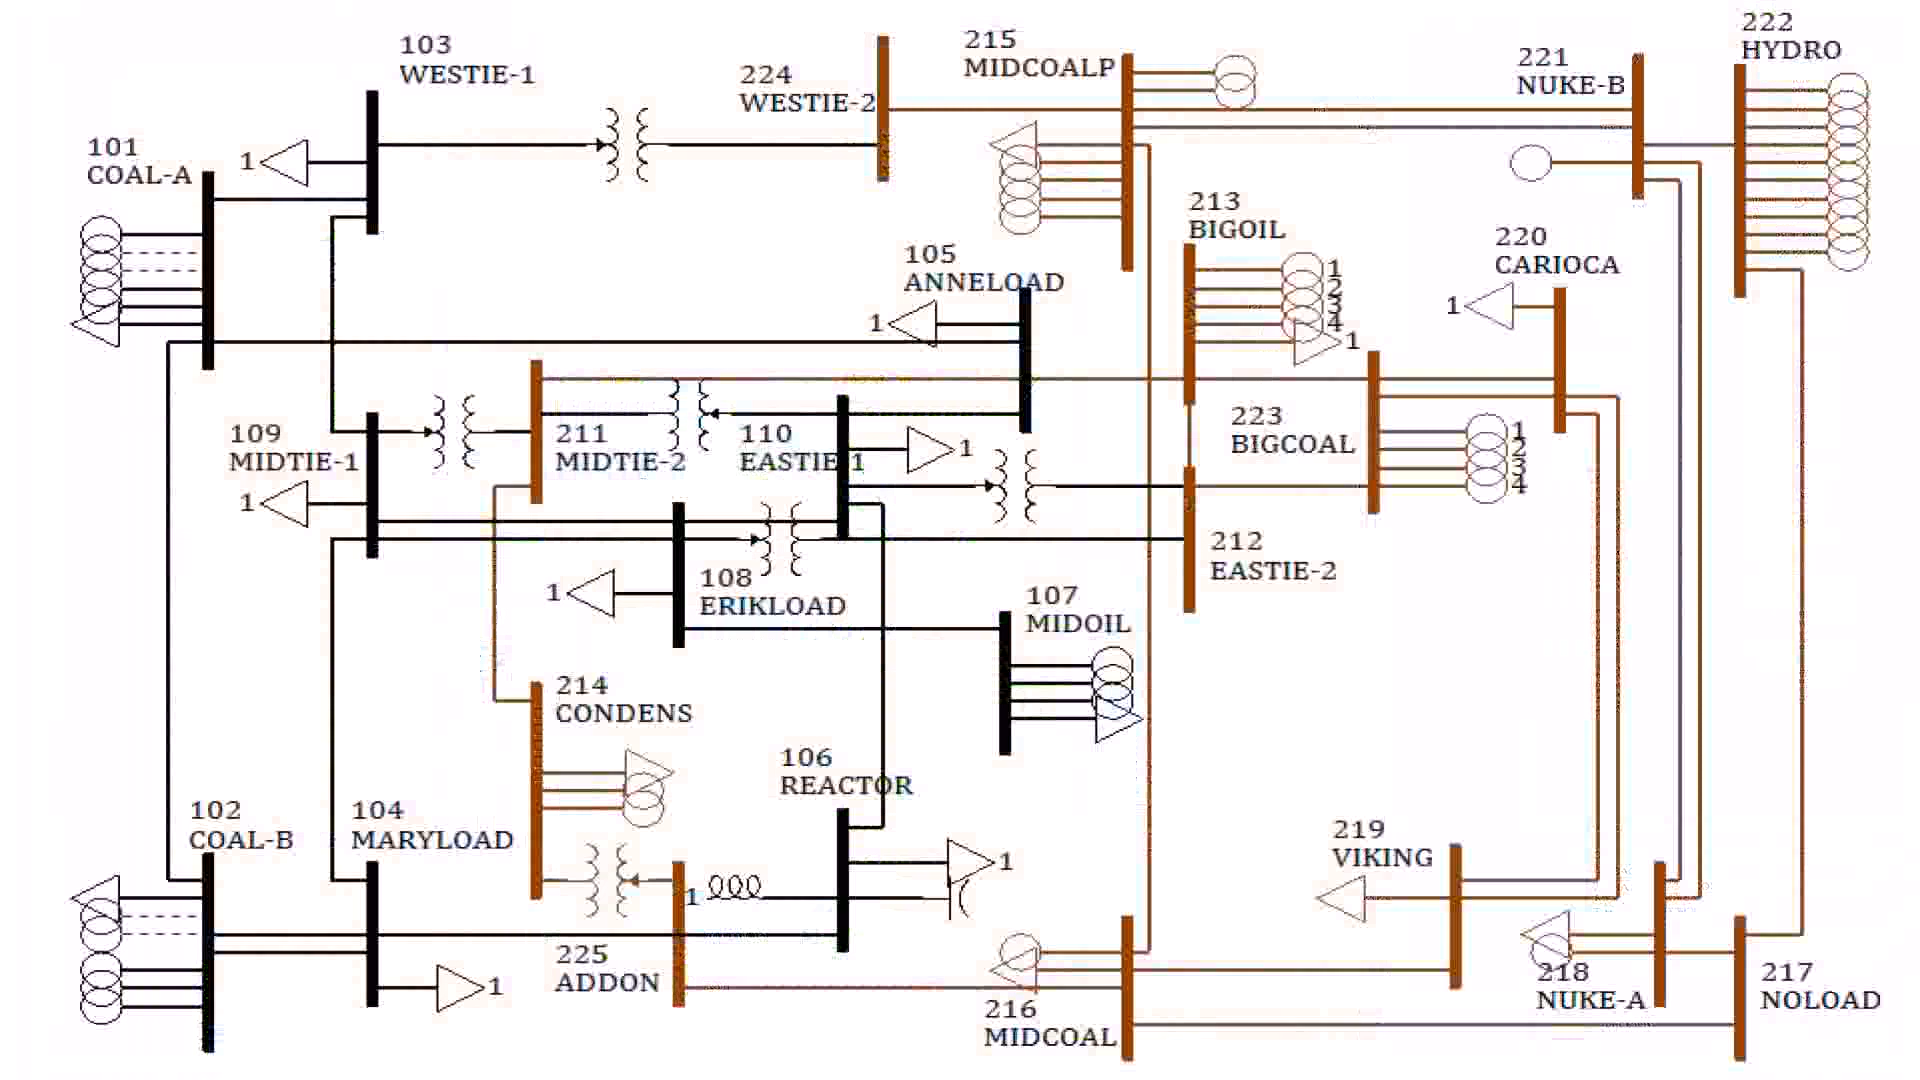 222
HYDRO
215
MIDCOALP
103
WESTIE-1
221
NUKE-B
224
WESTIE-2
101
COAL-A
1
213
BIGOIL
220
CARIOCA
105
ANNELOAD
1
2
3
4
1
1
1
223
BIGCOAL
1
2
3
4
109
MIDTIE-1
211
MIDTIE-2
110
EASTIE-1
1
1
212
EASTIE-2
108
ERIKLOAD
1
107
MIDOIL
214
CONDENS
106
REACTOR
102
COAL-B
104
MARYLOAD
219
VIKING
1
1
225
ADDON
1
218
NUKE-A
217
NOLOAD
216
MIDCOAL